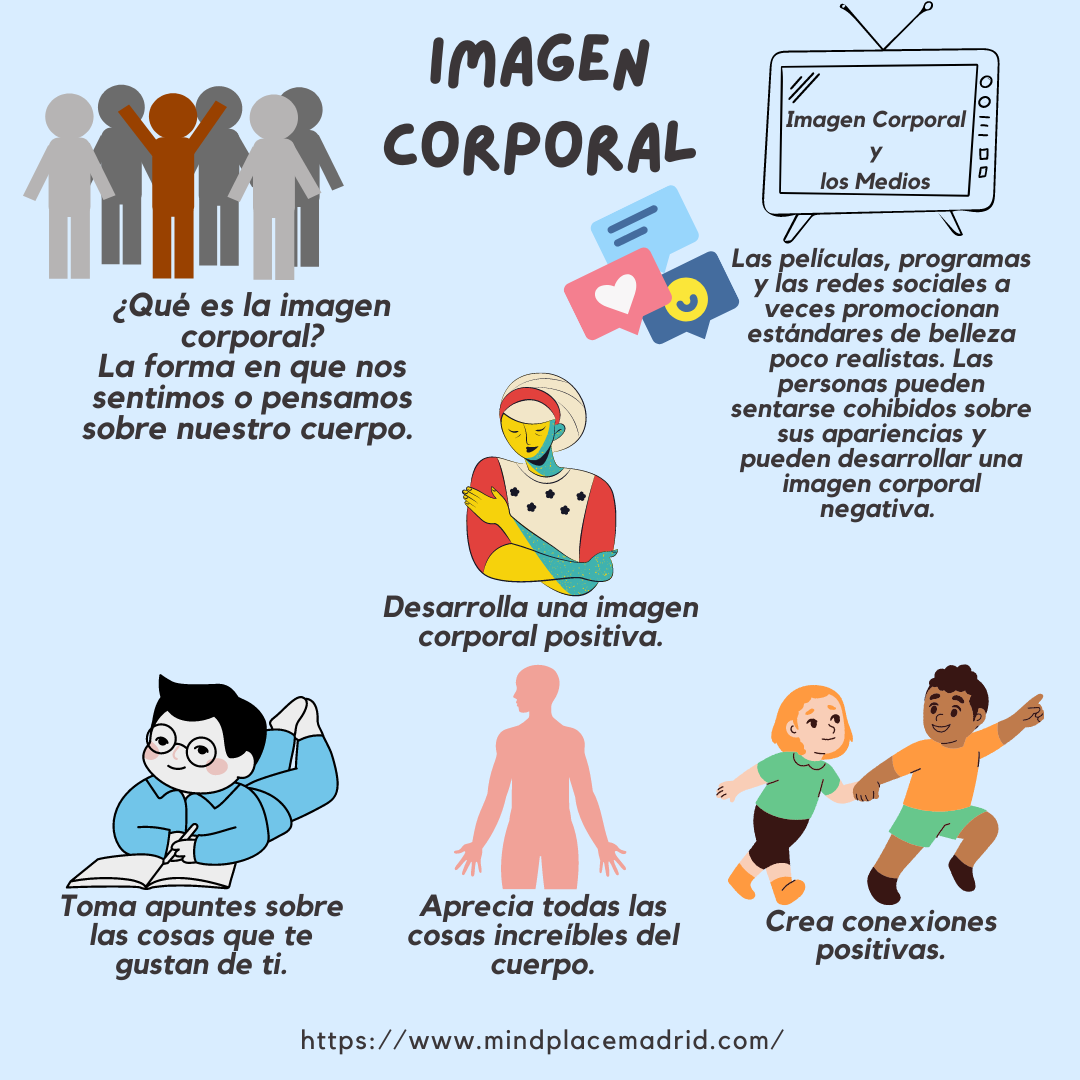 IMAGEN
CORPORAL
Imagen Corporal
y
los Medios
¿Qué es la imagen
corporal?
La forma en que nos
sentimos o pensamos
sobre nuestro cuerpo.
Las películas, programas
y las redes sociales a
veces promocionan
estándares de belleza
poco realistas. Las
personas pueden
sentarse cohibidos sobre
sus apariencias y
pueden desarrollar una
imagen corporal
negativa.
Desarrolla una imagen
corporal positiva.
Toma apuntes sobre
las cosas que te
gustan de ti.
Aprecia todas las
cosas increíbles del
cuerpo.
Crea conexiones
positivas.
https://www.mindplacemadrid.com/